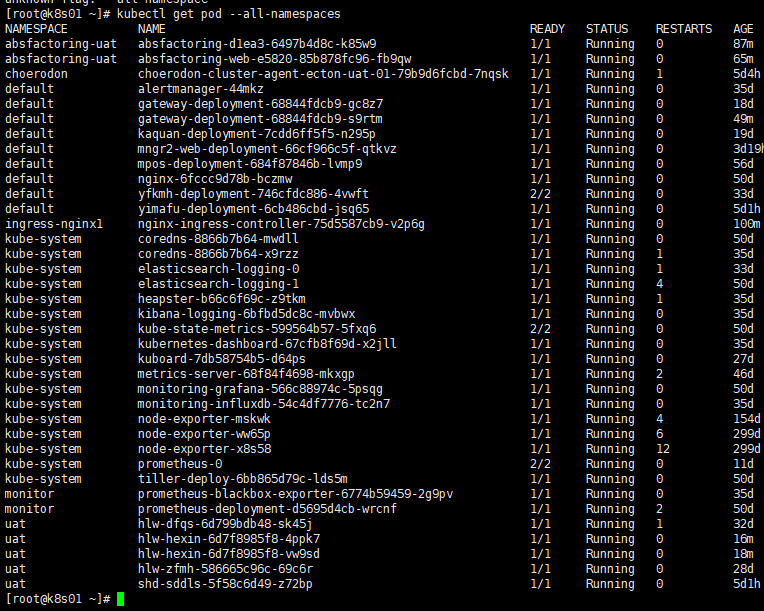 unknown flag: --all-namespace
[root@k8s01 ~]# kubectl get pod --all-namespaces
NAMESPACE NAME READY STATUS RESTARTS AGE
absfactoring-uat absfactoring-d1ea3-6497b4d8c-k85w9 1/1 Running 0 87m
absfactoring-uat absfactoring-web-e5820-85b878fc96-fb9qw 1/1 Running 0 65m
choerodon choerodon-cluster-agent-ecton-uat-01-79b9d6fcbd-7nqsk 1/1 Running 1 5d4h
default alertmanager-44mkz 1/1 Running 0 35d
default gateway-deployment-68844fdcb9-gc8z7 1/1 Running 0 18d
default gateway-deployment-68844fdcb9-s9rtm 1/1 Running 0 49m
default kaquan-deployment-7cdd6ff5f5-n295p 1/1 Running 0 19d
default mngr2-web-deployment-66cf966c5f-qtkvz 1/1 Running 0 3d19h
default mpos-deployment-684f87846b-lvmp9 1/1 Running 0 56d
default nginx-6fccc9d78b-bczmw 1/1 Running 0 50d
default yfkmh-deployment-746cfdc886-4vwft 2/2 Running 0 33d
default yimafu-deployment-6cb486cbd-jsq65 1/1 Running 0 5d1h
ingress-nginx1 nginx-ingress-controller-75d5587cb9-v2p6g 1/1 Running 0 100m
kube-system coredns-8866b7b64-mwdll 1/1 Running 0 50d
kube-system coredns-8866b7b64-x9rzz 1/1 Running 1 35d
kube-system elasticsearch-logging-0 1/1 Running 1 33d
kube-system elasticsearch-logging-1 1/1 Running 4 50d
kube-system heapster-b66c6f69c-z9tkm 1/1 Running 1 35d
kube-system kibana-logging-6bfbd5dc8c-mvbwx 1/1 Running 0 35d
kube-system kube-state-metrics-599564b57-5fxq6 2/2 Running 0 50d
kube-system kubernetes-dashboard-67cfb8f69d-x2jll 1/1 Running 0 35d
kube-system kuboard-7db58754b5-d64ps 1/1 Running 0 27d
kube-system metrics-server-68f84f4698-mkxgp 1/1 Running 2 46d
kube-system monitoring-grafana-566c88974c-5psqg 1/1 Running 0 50d
kube-system monitoring-influxdb-54c4df7776-tc2n7 1/1 Running 0 35d
kube-system node-exporter-mskwk 1/1 Running 4 154d
kube-system node-exporter-ww65p 1/1 Running 6 299d
kube-system node-exporter-x8s58 1/1 Running 12 299d
kube-system prometheus-0 2/2 Running 0 11d
kube-system tiller-deploy-6bb865d79c-lds5m 1/1 Running 0 50d
monitor prometheus-blackbox-exporter-6774b59459-2g9pv 1/1 Running 0 35d
monitor prometheus-deployment-d5695d4cb-wrcnf 1/1 Running 2 50d
uat hlw-dfqs-6d799bdb48-sk45j 1/1 Running 1 32d
uat hlw-hexin-6d7f8985f8-4ppk7 1/1 Running 0 16m
uat hlw-hexin-6d7f8985f8-vw9sd 1/1 Running 0 18m
uat hlw-zfmh-586665c96c-69c6r 1/1 Running 0 28d
uat shd-sddls-5f58c6d49-z72bp 1/1 Running 0 5d1h
[root@k8s01 ~]#